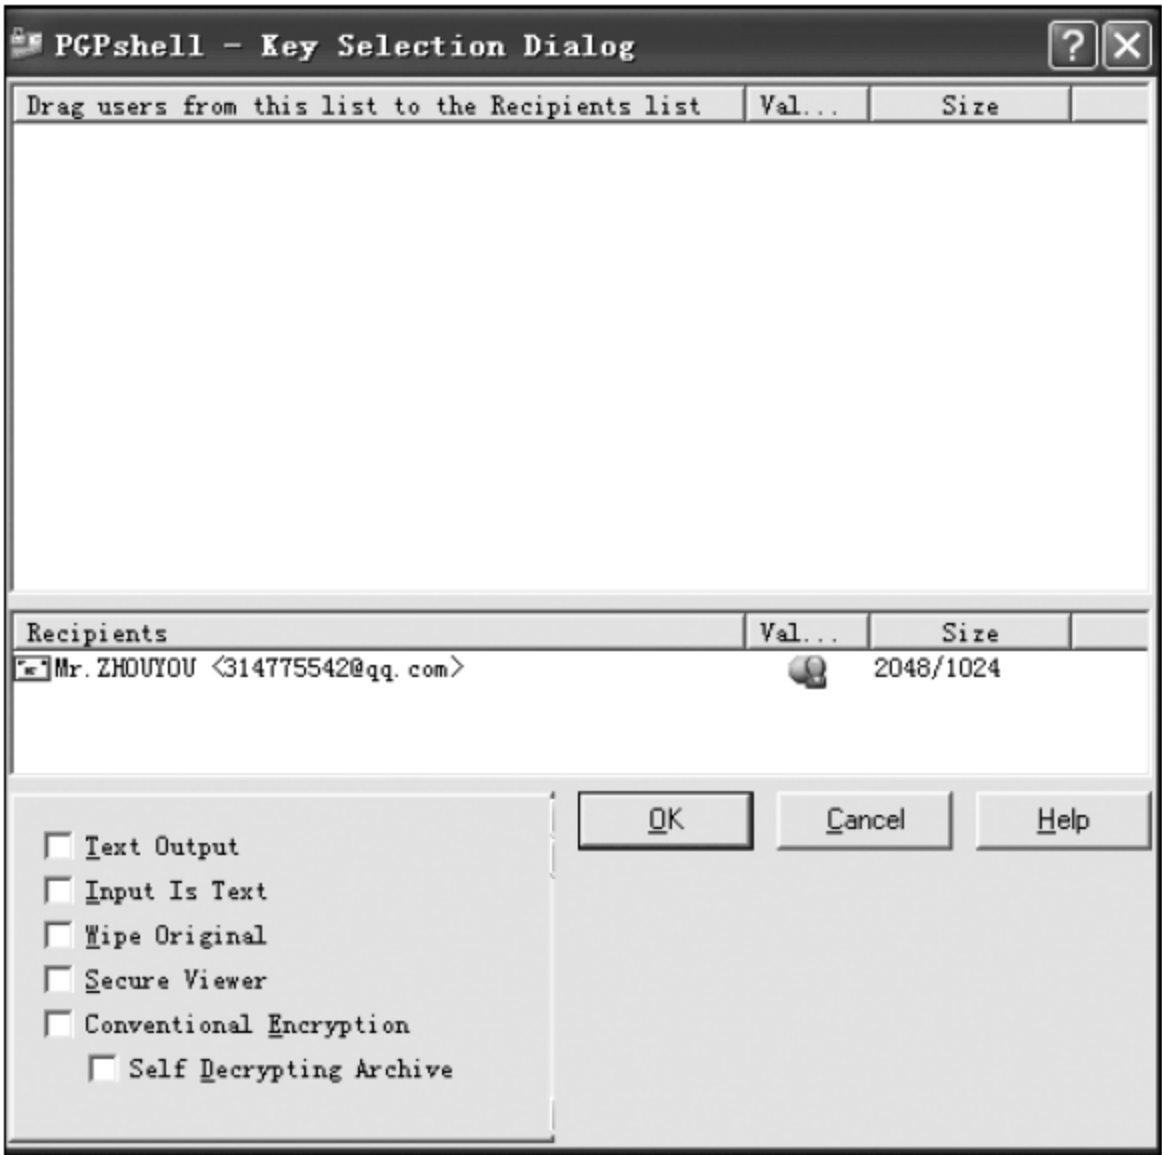 PGPshell - Key Selection Dialog
Drag users from this list to the Recipients list Val... Size
Recipients Val... Size
Mr.ZHOUYOU <314775542@qq.com> 2048/1024
OK Cancel Help
Text Output
Input Is Text
Wipe Original
Secure Viewer
Conventional Encryption
Self Decrypting Archive